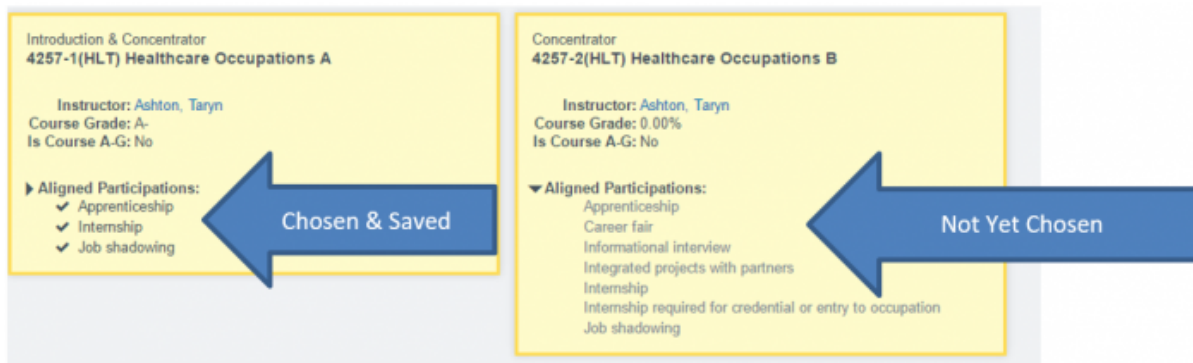 Introduction & Concentrator
4257-1(HLT) Healthcare Occupations A
Instructor: Ashton, Taryn
Course Grade: A-
Is Course A-G: No
Aligned Participations:
Apprenticeship
Internship
Job shadowing
Chosen & Saved
Concentrator
4257-2(HLT) Healthcare Occupations B
Instructor: Ashton, Taryn
Course Grade: 0.00%
Is Course A-G: No
Aligned Participations:
Apprenticeship
Career fair
Informational interview
Integrated projects with partners
Internship
Internship required for credential or entry to occupation
Job shadowing
Not Yet Chosen